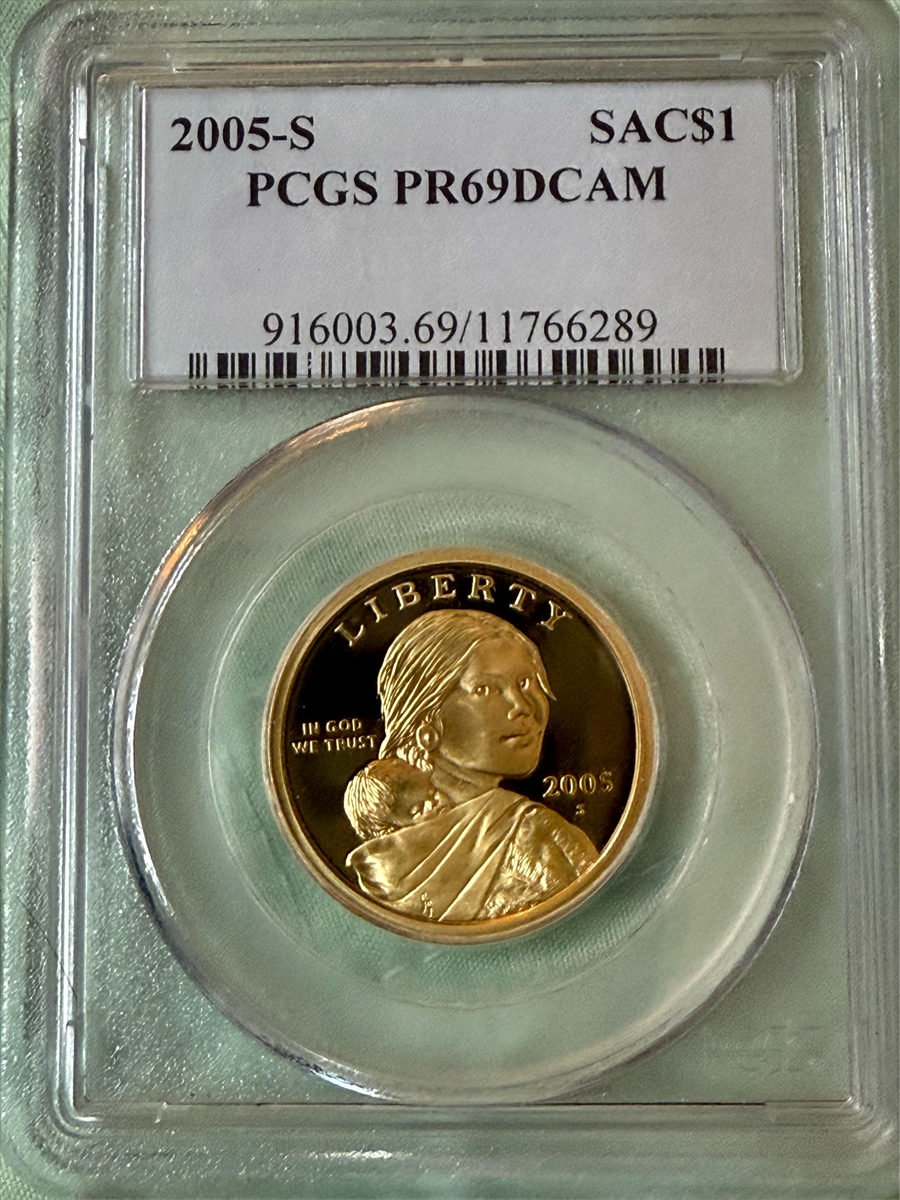 2005-S SAC$1
PCGS PR69DCAM
916003.69/11766289
LIBERTY
IN GOD
WE TRUST
2005
S